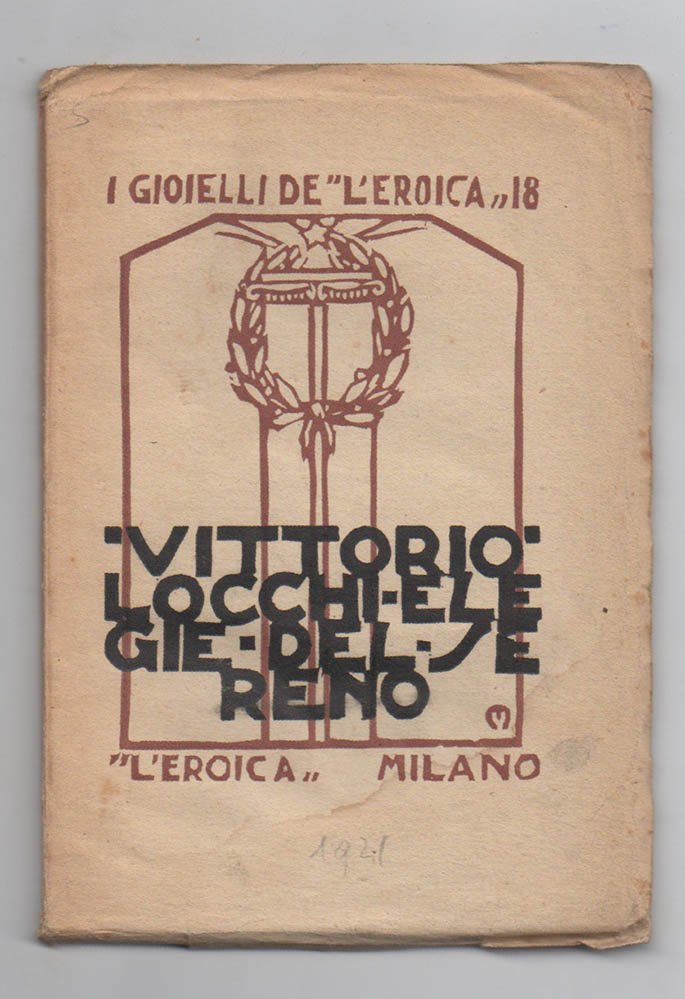 I GIOIELLI DE "L'EROICA„ 18
·VITTORIO·
LOCCHI·ELE
GIE·DEL·SE
RENO
"L'EROICA„ MILANO
1921